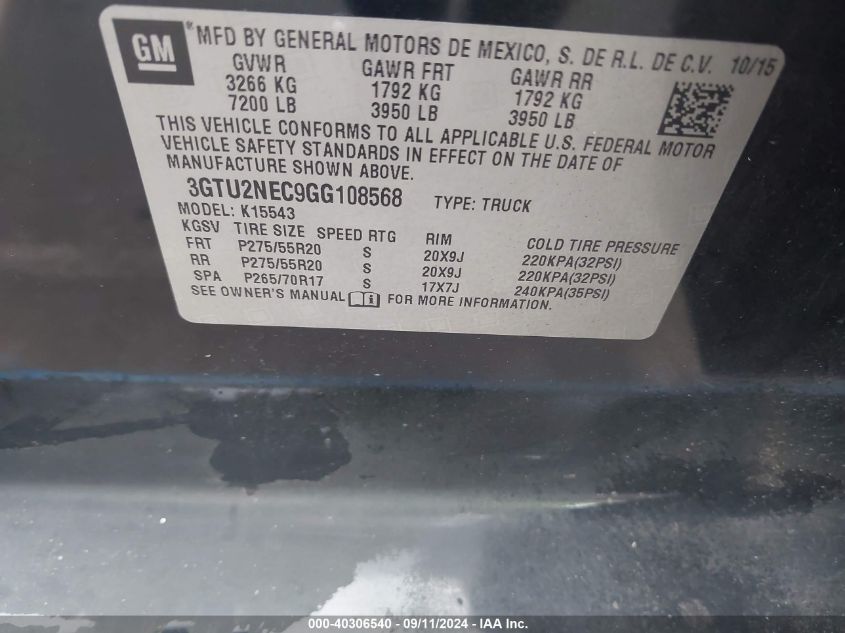 GM
MFD BY GENERAL MOTORS DE MEXICO, S. DE R.L. DE C.V. 10/15
GVWR GAWR FRT GAWR RR
3266 KG 1792 KG 1792 KG
7200 LB 3950 LB 3950 LB
THIS VEHICLE CONFORMS TO ALL APPLICABLE U.S. FEDERAL MOTOR
VEHICLE SAFETY STANDARDS IN EFFECT ON THE DATE OF
MANUFACTURE SHOWN ABOVE.
3GTU2NEC9GG108568 TYPE: TRUCK
MODEL: K15543
KGSV TIRE SIZE SPEED RTG RIM COLD TIRE PRESSURE
FRT P275/55R20 S 20X9J 220KPA(32PSI)
RR P275/55R20 S 20X9J 220KPA(32PSI)
SPA P265/70R17 S 17X7J 240KPA(35PSI)
SEE OWNER'S MANUAL FOR MORE INFORMATION.
000-40306540 - 09/11/2024 - IAA Inc.